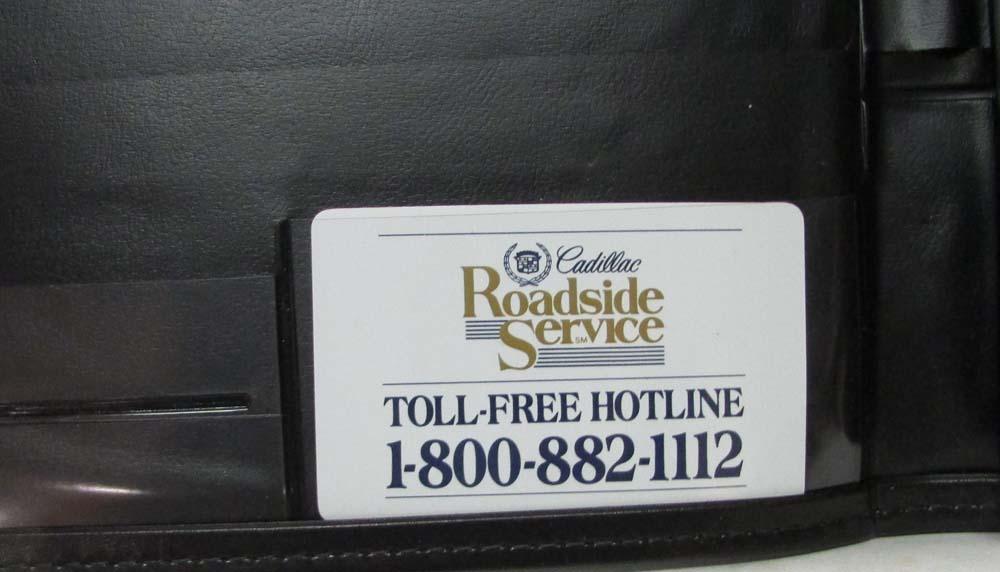 Cadillac
Roadside
Service SM
TOLL-FREE HOTLINE
1-800-882-1112